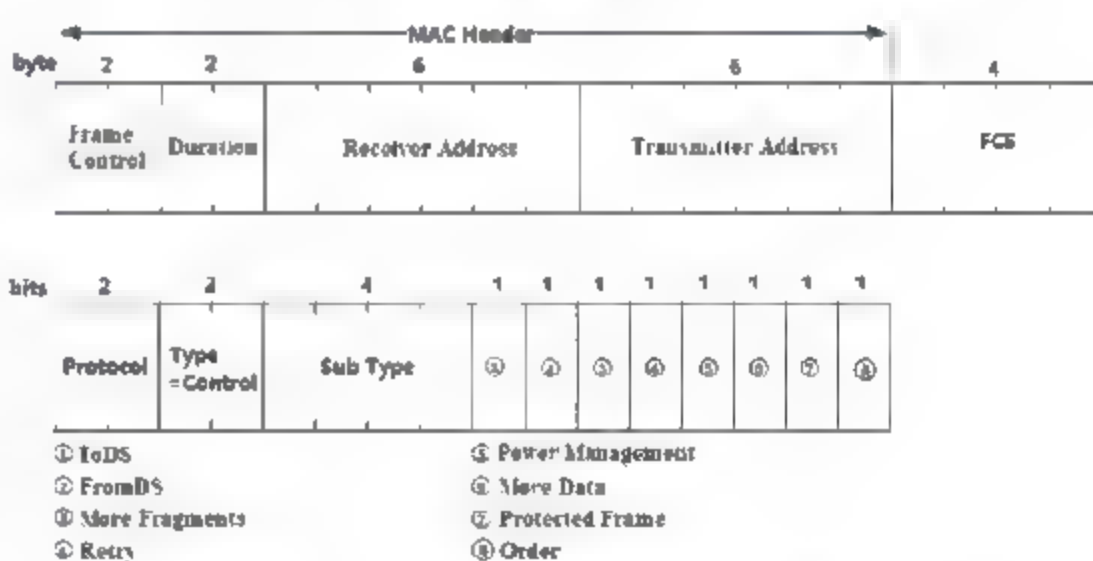 MAC Header
byte 2 2 6 6 4
Frame Control Duration Receiver Address Transmitter Address FCS
bits 2 2 4 1 1 1 1 1 1 1 1
Protocol Type =Control Sub Type ① ② ③ ④ ⑤ ⑥ ⑦ ⑧
① ToDS ⑤ Power Management
② FromDS ⑥ More Data
③ More Fragments ⑦ Protected Frame
④ Retry ⑧ Order